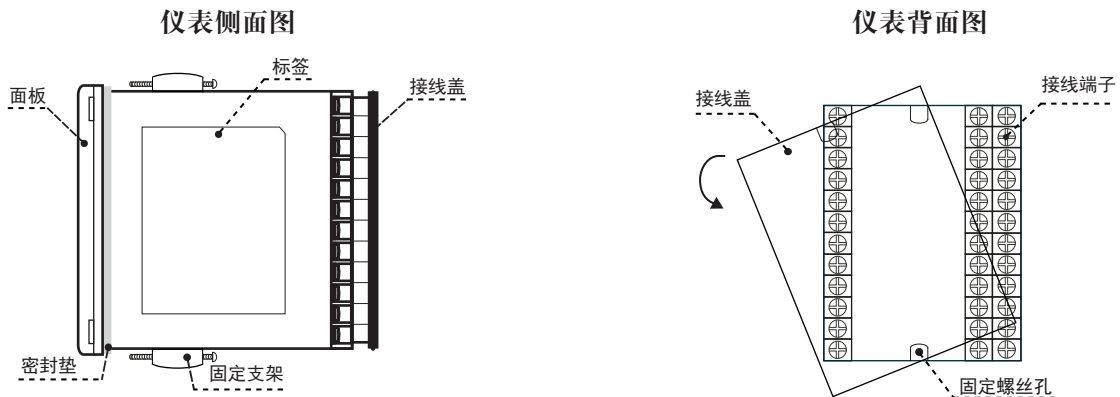 仪表侧面图
仪表背面图
面板
标签
接线盖
密封垫
固定支架
接线盖
接线端子
固定螺丝孔